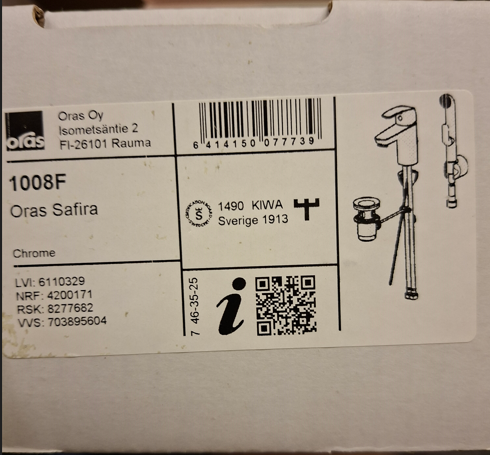 oras
Oras Oy
Isometsäntie 2
FI-26101 Rauma
6 414150 077739
1008F
Oras Safira
Chrome
1490 KIWA
Sverige 1913
LVI: 6110329
NRF: 4200171
RSK: 8277682
VVS: 703895604
7 46-35-25
i